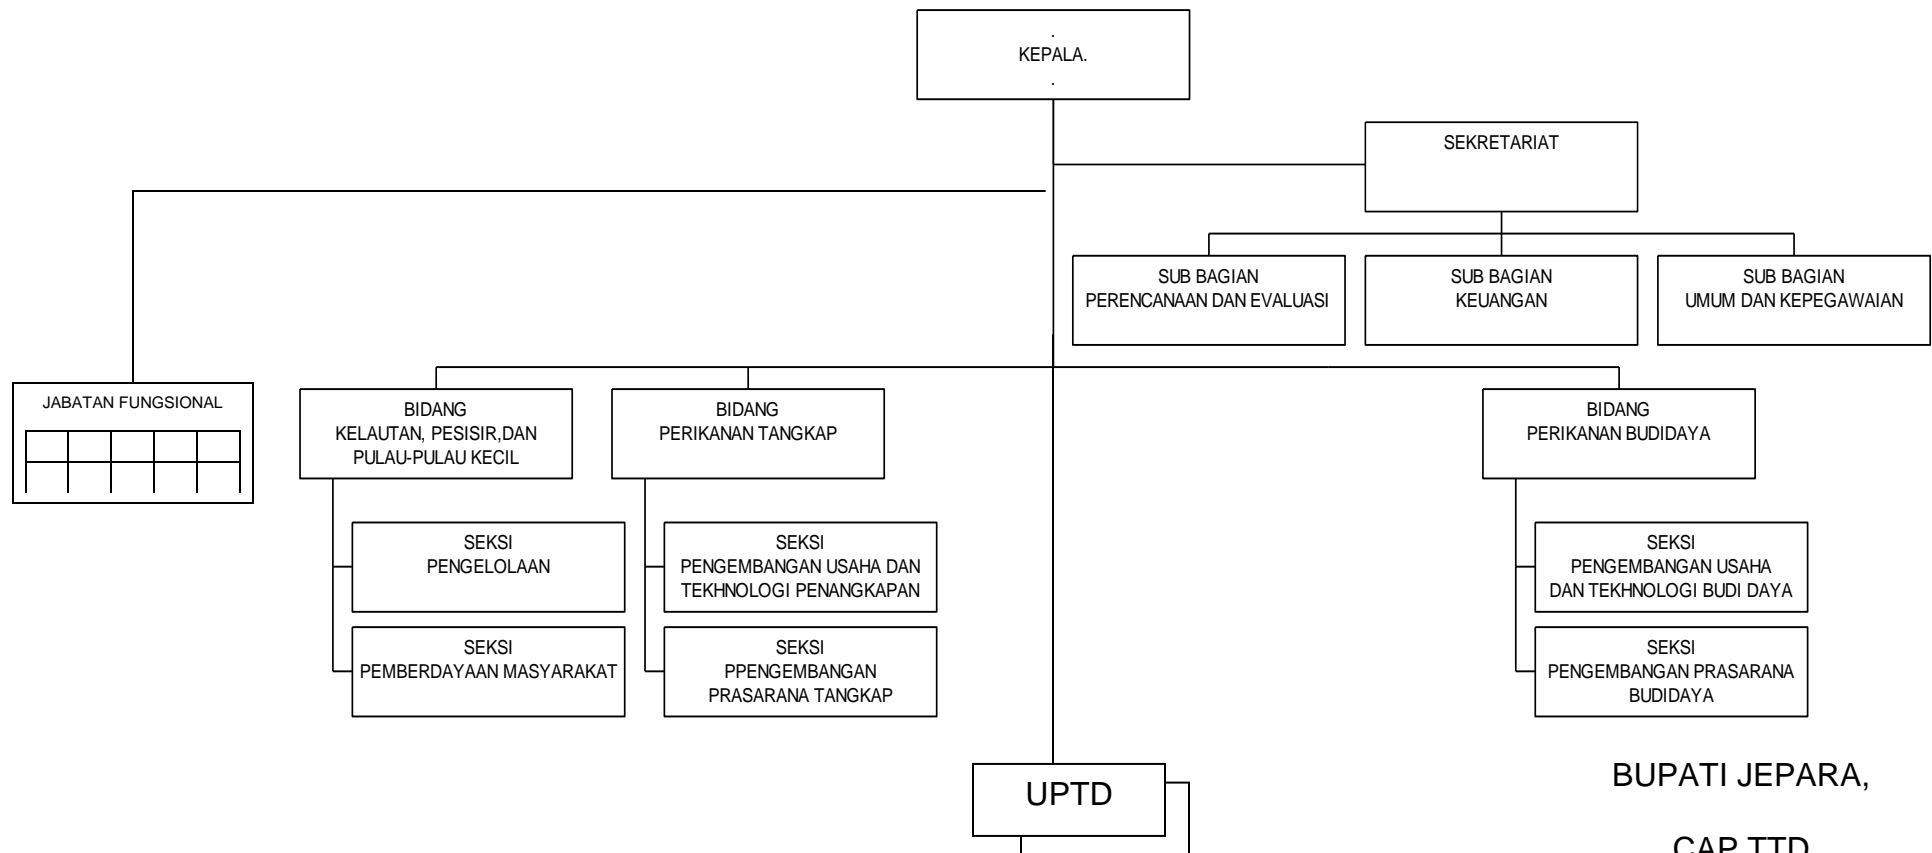 .
KEPALA.
.
SEKRETARIAT
SUB BAGIAN
PERENCANAAN DAN EVALUASI
SUB BAGIAN
KEUANGAN
SUB BAGIAN
UMUM DAN KEPEGAWAIAN
JABATAN FUNGSIONAL
BIDANG
KELAUTAN, PESISIR,DAN
PULAU-PULAU KECIL
BIDANG
PERIKANAN TANGKAP
BIDANG
PERIKANAN BUDIDAYA
SEKSI
PENGELOLAAN
SEKSI
PENGEMBANGAN USAHA DAN
TEKHNOLOGI PENANGKAPAN
SEKSI
PENGEMBANGAN USAHA
DAN TEKHNOLOGI BUDI DAYA
SEKSI
PEMBERDAYAAN MASYARAKAT
SEKSI
PPENGEMBANGAN
PRASARANA TANGKAP
SEKSI
PENGEMBANGAN PRASARANA
BUDIDAYA
UPTD
BUPATI JEPARA,
CAP TTD